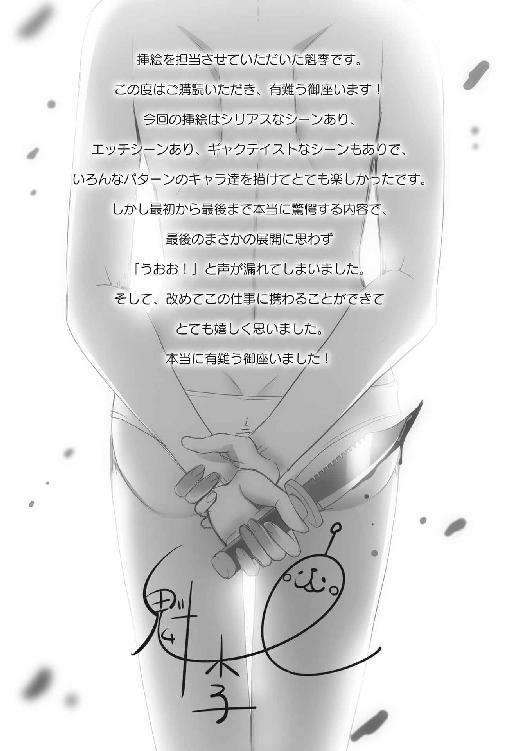 挿絵を担当させていただいた魁李です。
この度はご購読いただき、有難う御座います！
今回の挿絵はシリアスなシーンあり、
エッチシーンあり、ギャクテイストなシーンもありで、
いろんなパターンのキャラ達を描けてとても楽しかったです。
しかし最初から最後まで本当に驚愕する内容で、
最後のまさかの展開に思わず
「うおお！」と声が漏れてしまいました。
そして、改めてこの仕事に携わることができて
とても嬉しく思いました。
本当に有難う御座いました！
魁李